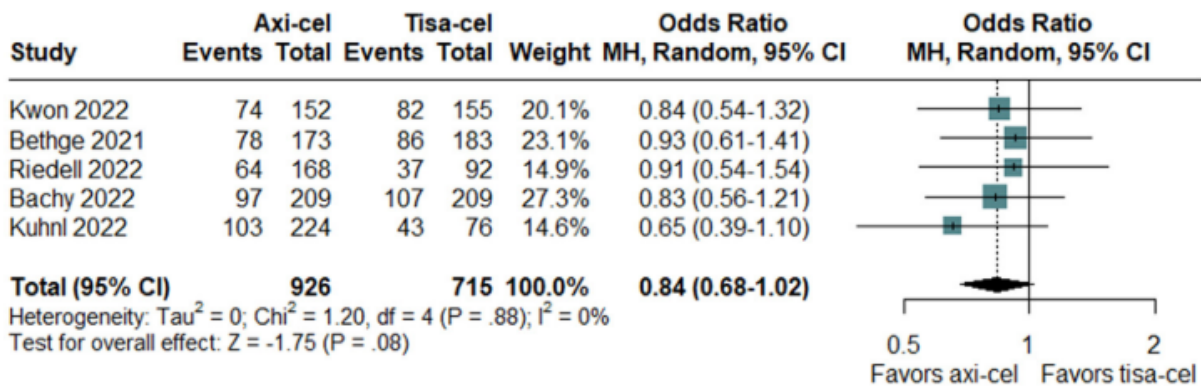 Axi-cel Tisa-cel Odds Ratio Odds Ratio
Study Events Total Events Total Weight MH, Random, 95% CI MH, Random, 95% CI
Kwon 2022 74 152 82 155 20.1% 0.84 (0.54-1.32)
Bethge 2021 78 173 86 183 23.1% 0.93 (0.61-1.41)
Riedell 2022 64 168 37 92 14.9% 0.91 (0.54-1.54)
Bachy 2022 97 209 107 209 27.3% 0.83 (0.56-1.21)
Kuhnl 2022 103 224 43 76 14.6% 0.65 (0.39-1.10)
Total (95% CI) 926 715 100.0% 0.84 (0.68-1.02)
Heterogeneity: Tau² = 0; Chi² = 1.20, df = 4 (P = .88); I² = 0%
Test for overall effect: Z = -1.75 (P = .08)
0.5 1 2
Favors axi-cel Favors tisa-cel